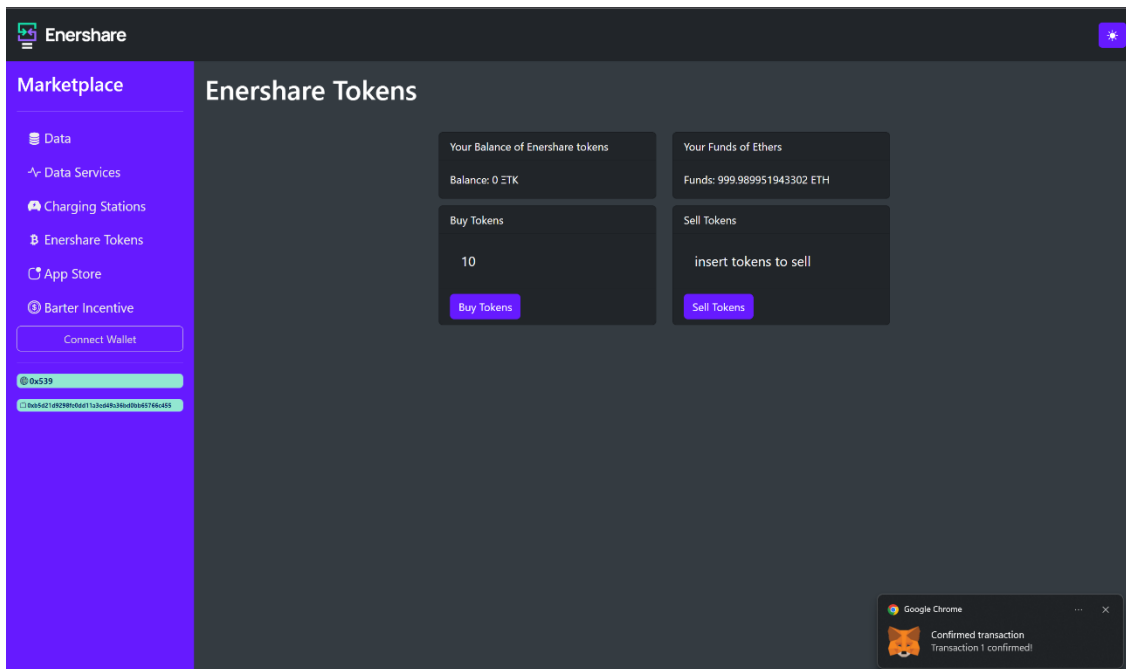 Enershare
Marketplace
Data
Data Services
Charging Stations
Enershare Tokens
App Store
Barter Incentive
Connect Wallet
0x539
Enershare Tokens
Your Balance of Enershare tokens
Balance: 0 ΞTK
Your Funds of Ethers
Funds: 999.989951943302 ETH
Buy Tokens
10
Buy Tokens
Sell Tokens
insert tokens to sell
Sell Tokens
Google Chrome
Confirmed transaction
Transaction 1 confirmed!